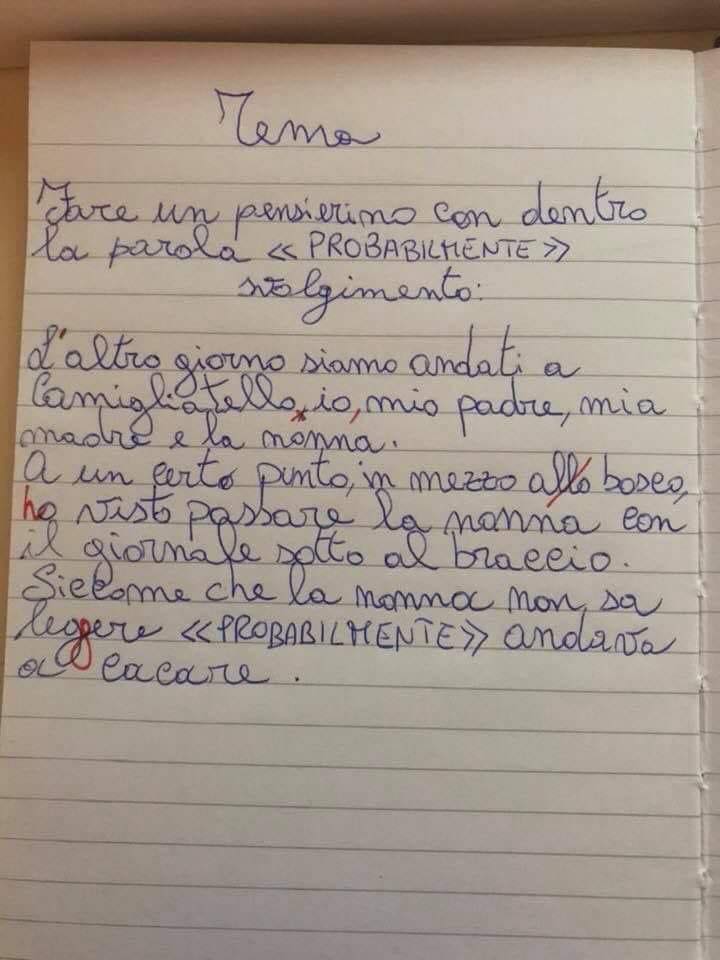 Tema
Fare un pensierino con dentro
la parola «PROBABILMENTE»
svolgimento:
L'altro giorno siamo andati a
Camigliatello, io, mio padre, mia
madre e la nonna.
A un certo punto, in mezzo allo bosco,
ho visto passare la nonna con
il giornale sotto al braccio.
Siccome che la nonna non sa
leggere «PROBABILMENTE» andava
a cacare.